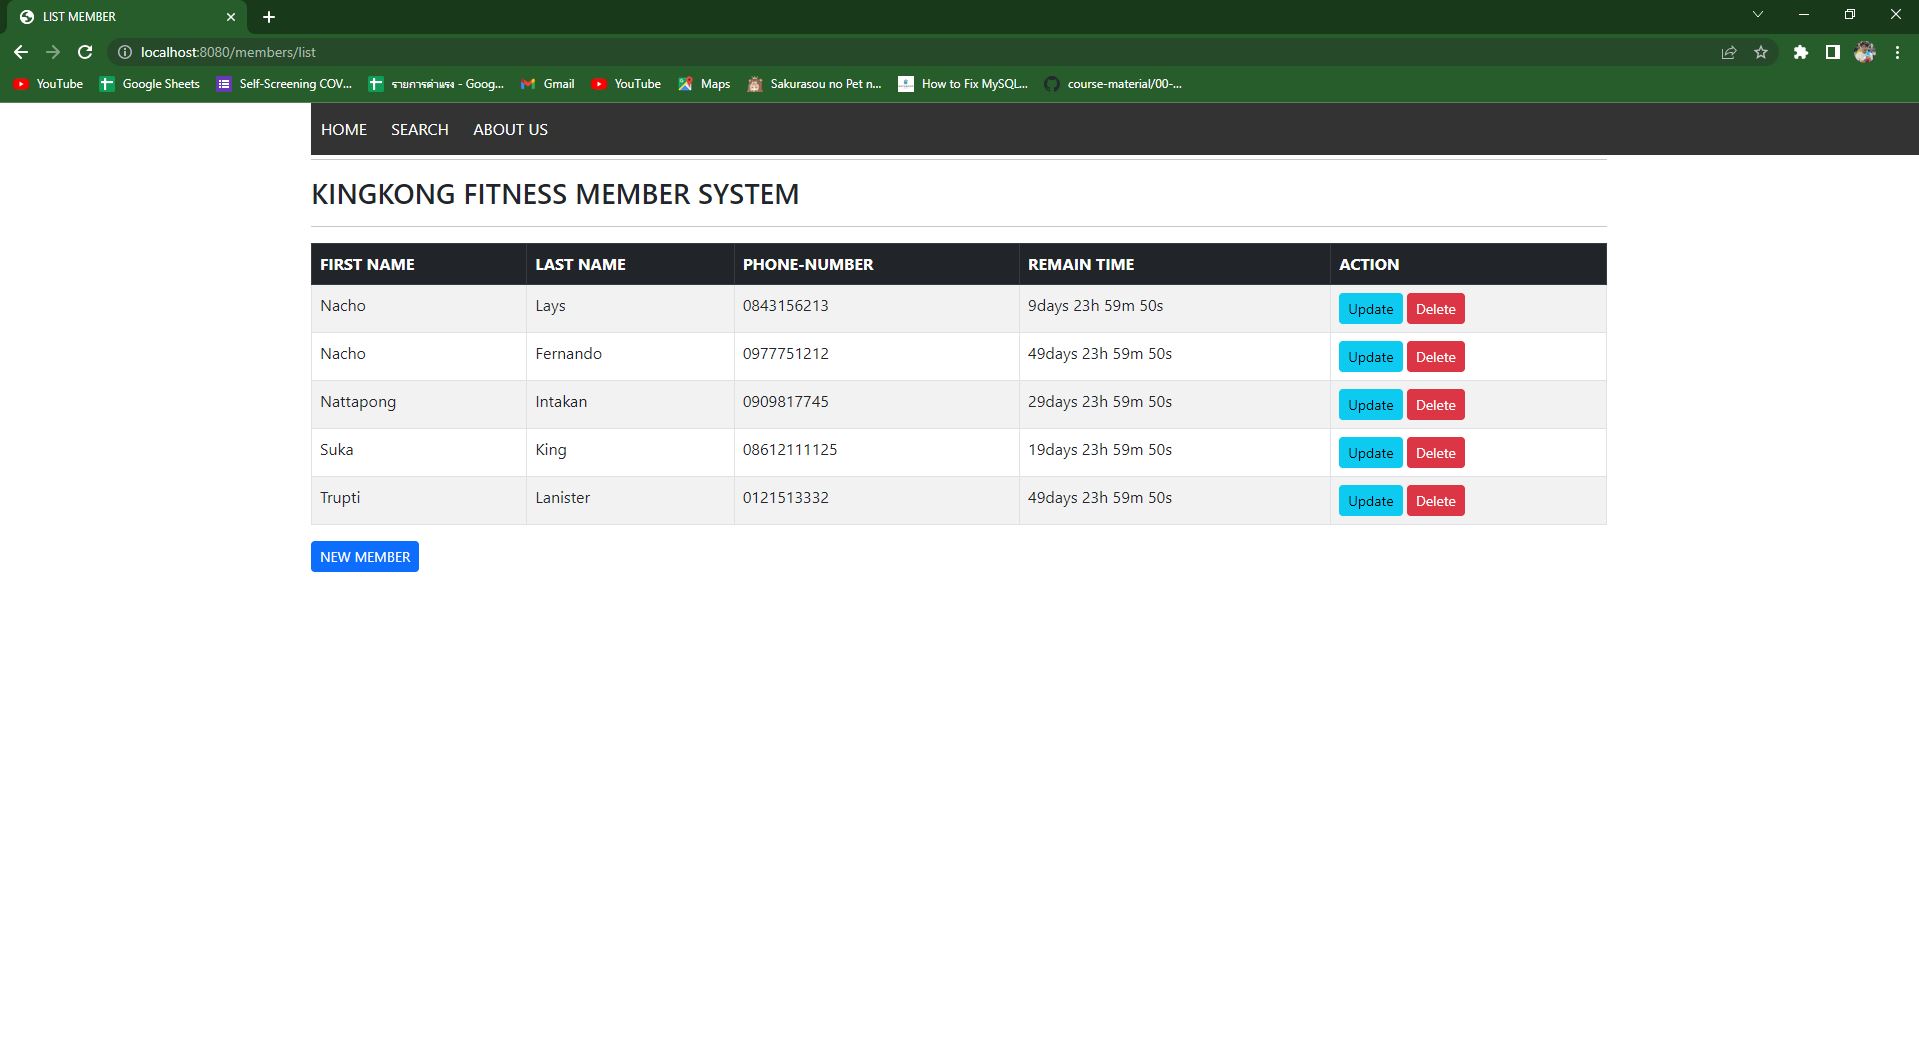 LIST MEMBER
localhost:8080/members/list
YouTube Google Sheets Self-Screening COV... รายการค่าแรง - Goog... Gmail YouTube Maps Sakurasou no Pet n... How to Fix MySQL... course-material/00-...
HOME SEARCH ABOUT US
KINGKONG FITNESS MEMBER SYSTEM
FIRST NAME LAST NAME PHONE-NUMBER REMAIN TIME ACTION
Nacho Lays 0843156213 9days 23h 59m 50s Update Delete
Nacho Fernando 0977751212 49days 23h 59m 50s Update Delete
Nattapong Intakan 0909817745 29days 23h 59m 50s Update Delete
Suka King 08612111125 19days 23h 59m 50s Update Delete
Trupti Lanister 0121513332 49days 23h 59m 50s Update Delete
NEW MEMBER